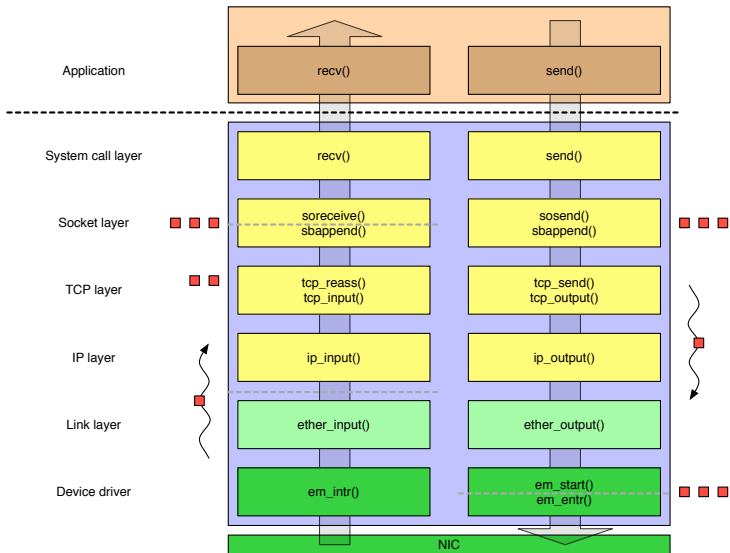 Application
recv()
send()
System call layer
recv()
send()
Socket layer
soreceive()
sbappend()
sosend()
sbappend()
TCP layer
tcp_reass()
tcp_input()
tcp_send()
tcp_output()
IP layer
ip_input()
ip_output()
Link layer
ether_input()
ether_output()
Device driver
em_intr()
em_start()
em_entr()
NIC